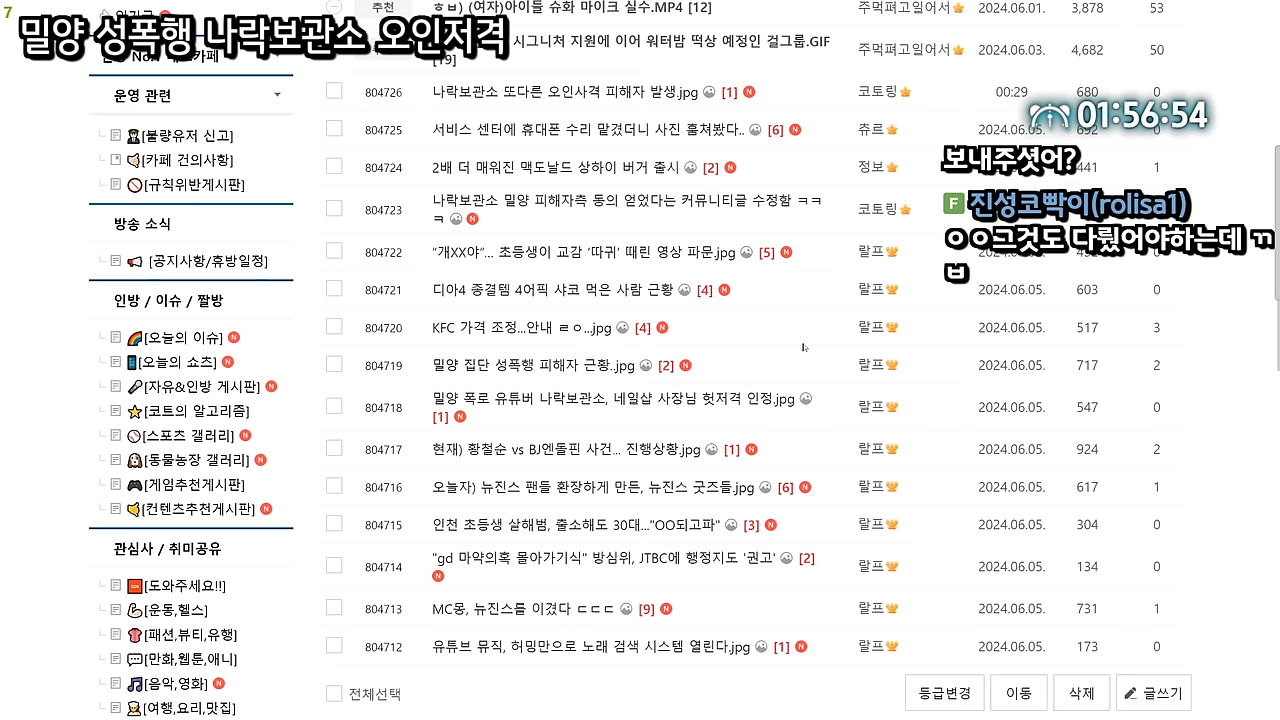 7
밀양 성폭행 나락보관소 오인저격
추천
ㅎㅂ) (여자)아이들 슈화 마이크 실수.MP4 [12]
주먹펴고일어서
2024.06.01.
3,878
53
시그니처 지원에 이어 워터밤 떡상 예정인 걸그룹.GIF
[19]
주먹펴고일어서
2024.06.03.
4,682
50
운영 관련
[불량유저 신고]
[카페 건의사항]
[규칙위반게시판]
방송 소식
[공지사항/휴방일정]
인방 / 이슈 / 짤방
[오늘의 이슈] N
[오늘의 쇼츠] N
[자유&인방 게시판] N
[코트의 알고리즘]
[스포츠 갤러리] N
[동물농장 갤러리] N
[게임추천게시판]
[컨텐츠추천게시판] N
관심사 / 취미공유
[도와주세요!!]
[운동,헬스]
[패션,뷰티,유행]
[만화,웹툰,애니]
[음악,영화] N
[여행,요리,맛집]
804726 나락보관소 또다른 오인사격 피해자 발생.jpg [1] N 코토링 00:29 680 0
804725 서비스 센터에 휴대폰 수리 맡겼더니 사진 훌쳐봤다.. [6] N 츄르 2024.06.05. 692
804724 2배 더 매워진 맥도날드 상하이 버거 출시 [2] N 정보 441 1
804723 나락보관소 밀양 피해자측 동의 얻었다는 커뮤니티글 수정함 ㅋㅋ
ㅋ N 코토링
804722 "개XX야"... 초등생이 교감 '따귀' 때린 영상 파문.jpg [5] N 랄프
804721 디아4 종결템 4어픽 샤코 먹은 사람 근황 [4] N 랄프 2024.06.05. 603 0
804720 KFC 가격 조정...안내 ㄹㅇ...jpg [4] N 랄프 2024.06.05. 517 3
804719 밀양 집단 성폭행 피해자 근황..jpg [2] N 랄프 2024.06.05. 717 2
804718 밀양 폭로 유튜버 나락보관소, 네일샵 사장님 헛저격 인정.jpg
[1] N 랄프 2024.06.05. 547 0
804717 현재) 황철순 vs BJ엔돌핀 사건... 진행상황.jpg [1] N 랄프 2024.06.05. 924 2
804716 오늘자) 뉴진스 팬들 환장하게 만든, 뉴진스 굿즈들.jpg [6] N 랄프 2024.06.05. 617 1
804715 인천 초등생 살해범, 출소해도 30대..."OO되고파" [3] N 랄프 2024.06.05. 304 0
804714 "gd 마약의혹 몰아가기식" 방심위, JTBC에 행정지도 '권고' [2]
N 랄프 2024.06.05. 134 0
804713 MC몽, 뉴진스를 이겼다 ㄷㄷㄷ [9] N 랄프 2024.06.05. 731 1
804712 유튜브 뮤직, 허밍만으로 노래 검색 시스템 열린다.jpg [1] N 랄프 2024.06.05. 173 0
전체선택
등급변경
이동
삭제
글쓰기
01:56:54
보내주셧어?
F 진성코빡이(rolisa1)
ㅇㅇ그것도 다뤘어야하는데 ㄲ
ㅂ